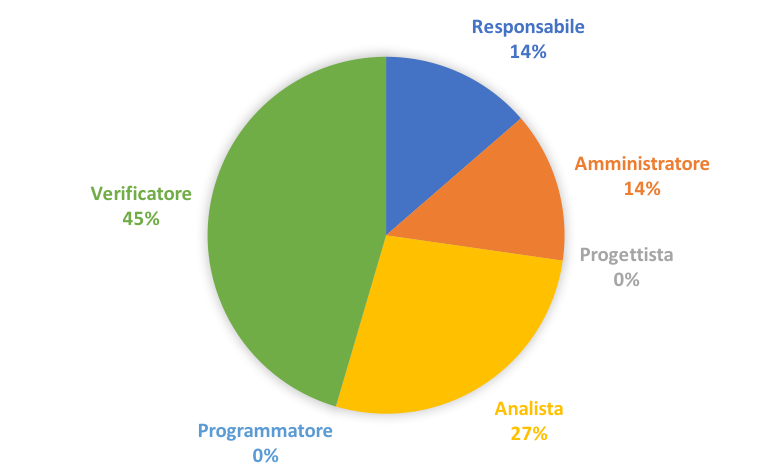 Responsabile
14%
Amministratore
14%
Progettista
0%
Analista
27%
Programmatore
0%
Verificatore
45%